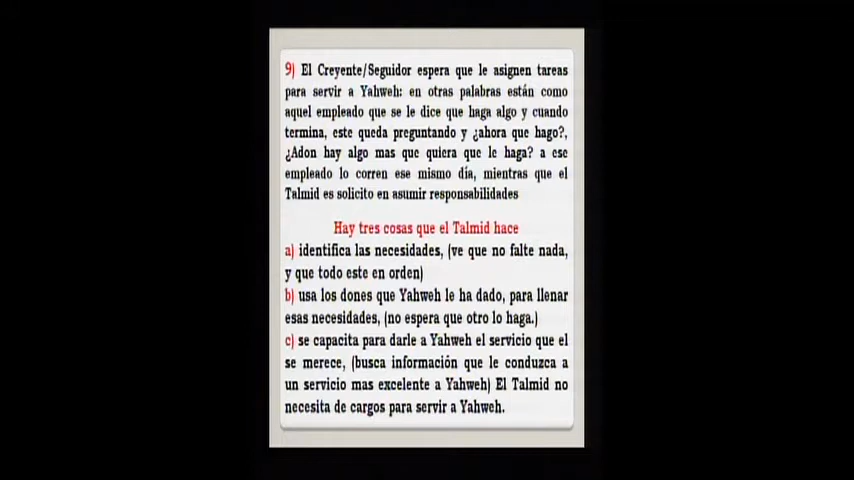 9) El Creyente/Seguidor espera que le asignen tareas
para servir a Yahweh: en otras palabras están como
aquel empleado que se le dice que haga algo y cuando
termina, este queda preguntando y ¿ahora que hago?,
¿Adon hay algo mas que quiera que le haga? a ese
empleado lo corren ese mismo día, mientras que el
Talmid es solicito en asumir responsabilidades
Hay tres cosas que el Talmid hace
a) identifica las necesidades, (ve que no falte nada,
y que todo este en orden)
b) usa los dones que Yahweh le ha dado, para llenar
esas necesidades, (no espera que otro lo haga.)
c) se capacita para darle a Yahweh el servicio que el
se merece, (busca información que le conduzca a
un servicio mas excelente a Yahweh) El Talmid no
necesita de cargos para servir a Yahweh.